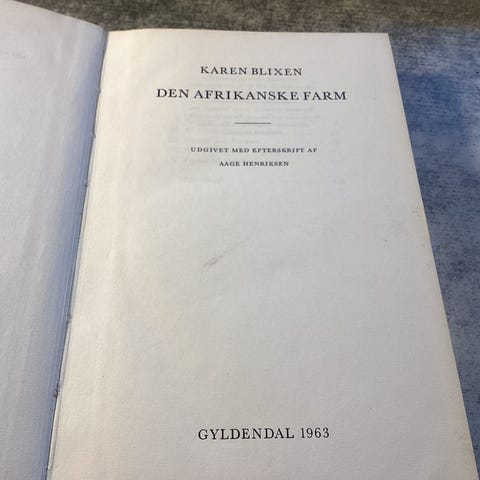 KAREN BLIXEN
DEN AFRIKANSKE FARM
UDGIVET MED EFTERSKRIFT AF
AAGE HENRIKSEN
GYLDENDAL 1963